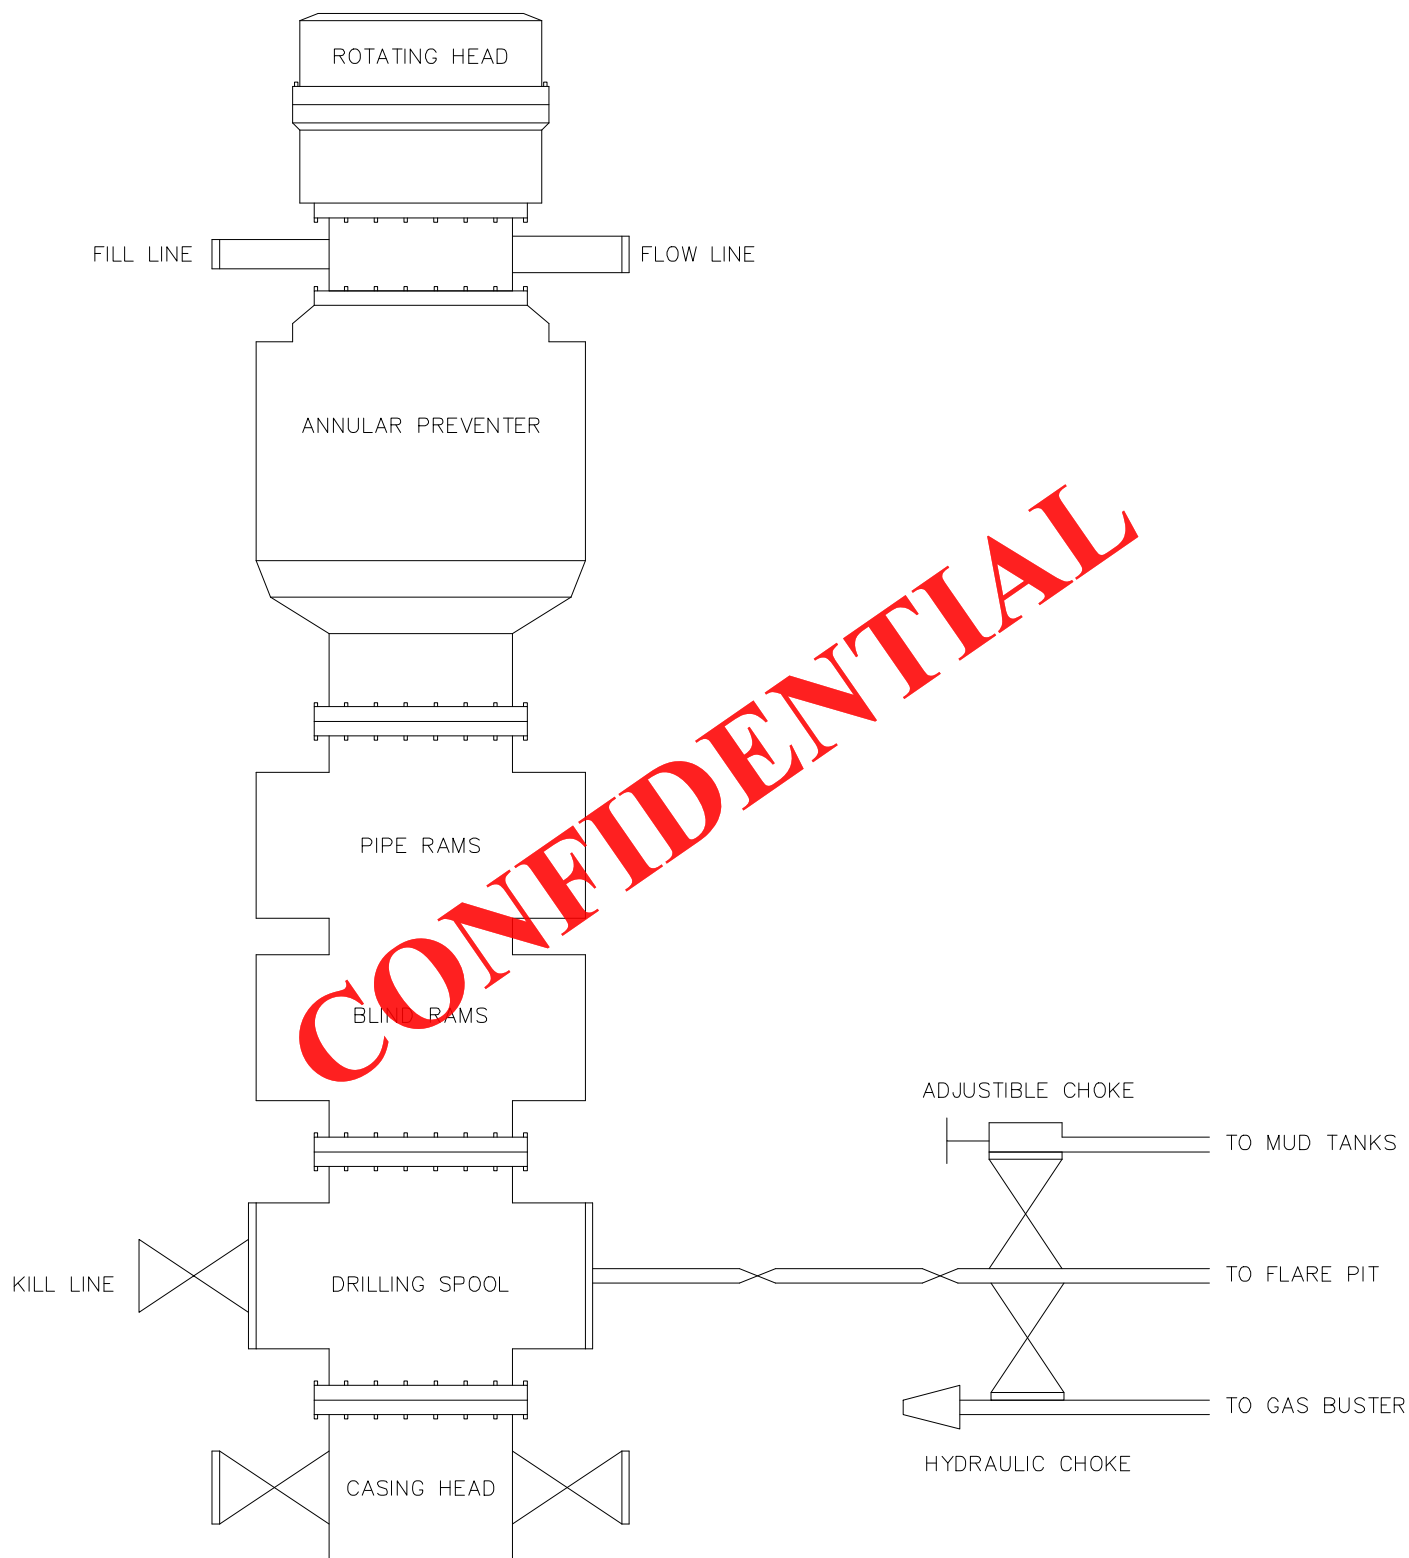 ROTATING HEAD
FILL LINE
FLOW LINE
ANNULAR PREVENTER
CONFIDENTIAL
PIPE RAMS
BLIND RAMS
ADJUSTIBLE CHOKE
TO MUD TANKS
KILL LINE
DRILLING SPOOL
TO FLARE PIT
TO GAS BUSTER
HYDRAULIC CHOKE
CASING HEAD